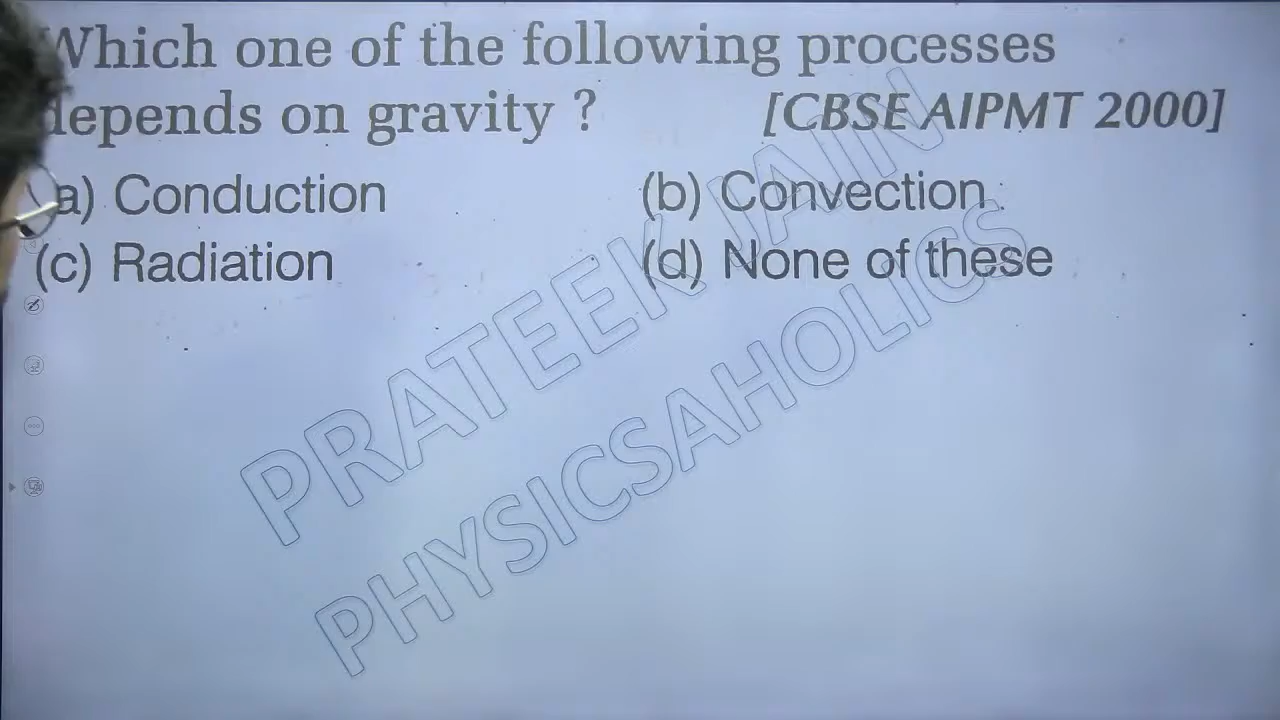 Which one of the following processes
depends on gravity ? [CBSE AIPMT 2000]
a) Conduction (b) Convection
(c) Radiation (d) None of these
PRATEEK JAIN
PHYSICSAHOLICS